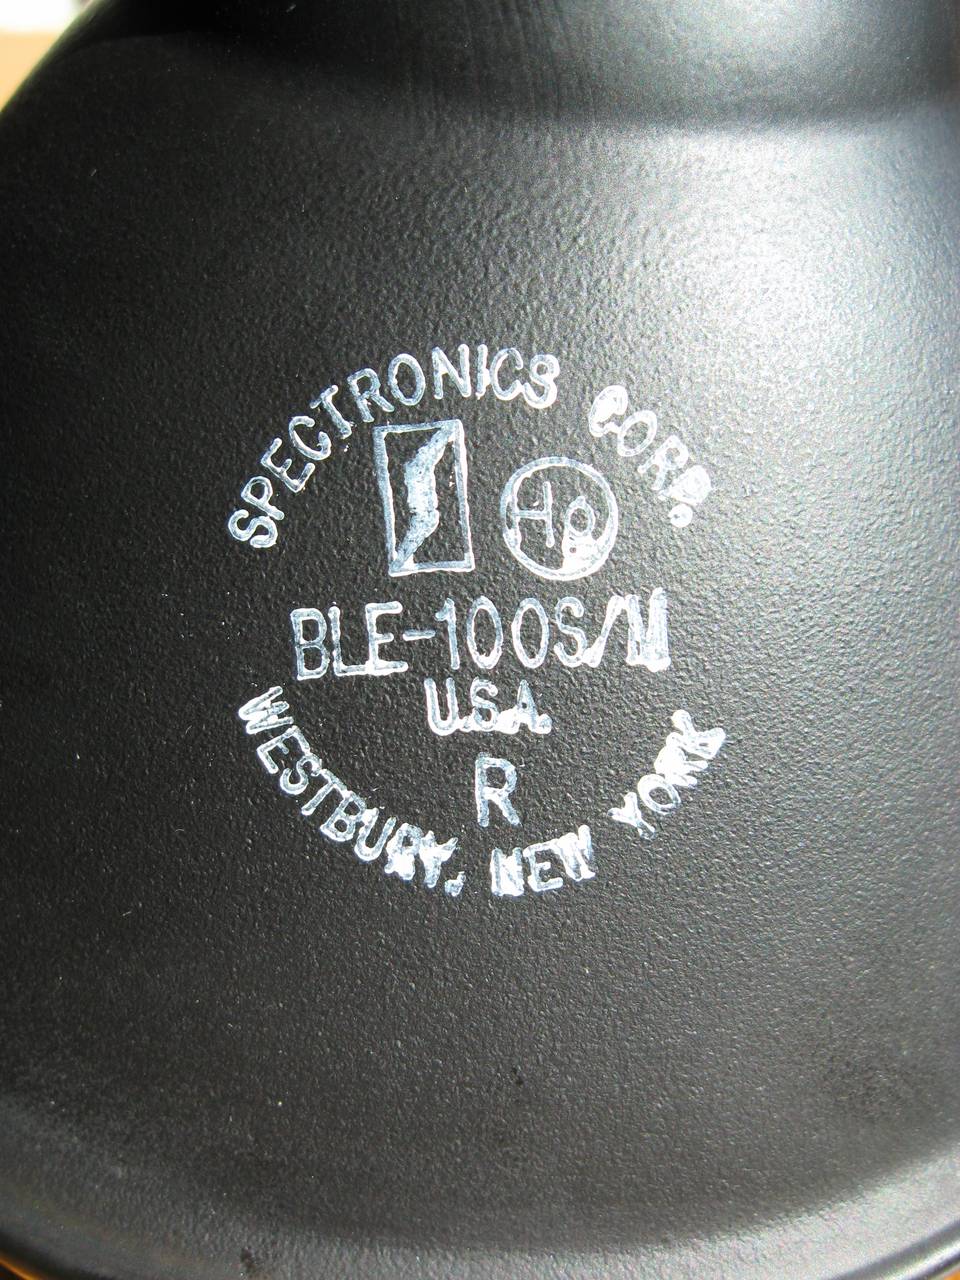 SPECTRONICS CORP.
Hg
BLE-100S/M
U.S.A.
R
WESTBURY, NEW YORK